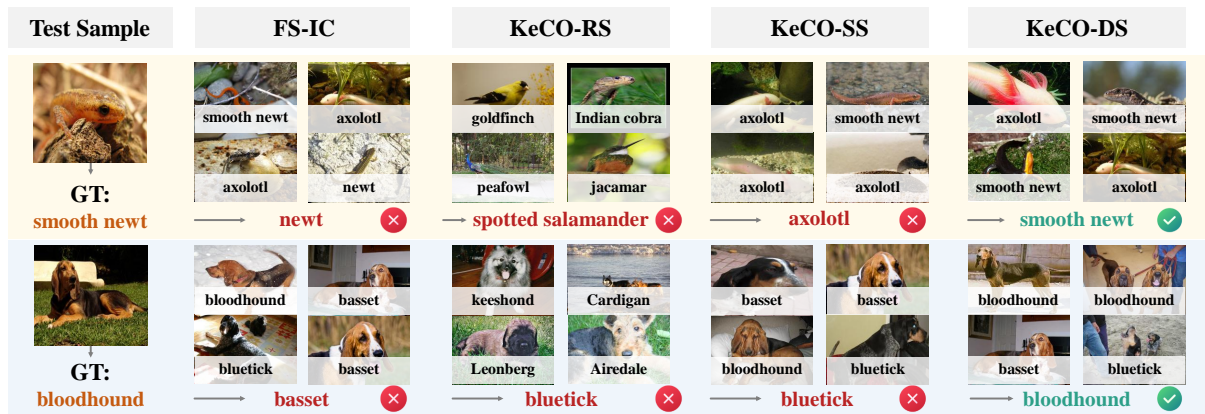 Test Sample
FS-IC
KeCO-RS
KeCO-SS
KeCO-DS
smooth newt
axolotl
goldfinch
Indian cobra
axolotl
smooth newt
axolotl
smooth newt
axolotl
newt
peafowl
jacamar
axolotl
axolotl
smooth newt
axolotl
GT:
smooth newt
newt
spotted salamander
axolotl
smooth newt
bloodhound
basset
keeshond
Cardigan
basset
basset
bloodhound
bloodhound
bluetick
basset
Leonberg
Airedale
bloodhound
bluetick
basset
bluetick
GT:
bloodhound
basset
bluetick
bluetick
bloodhound